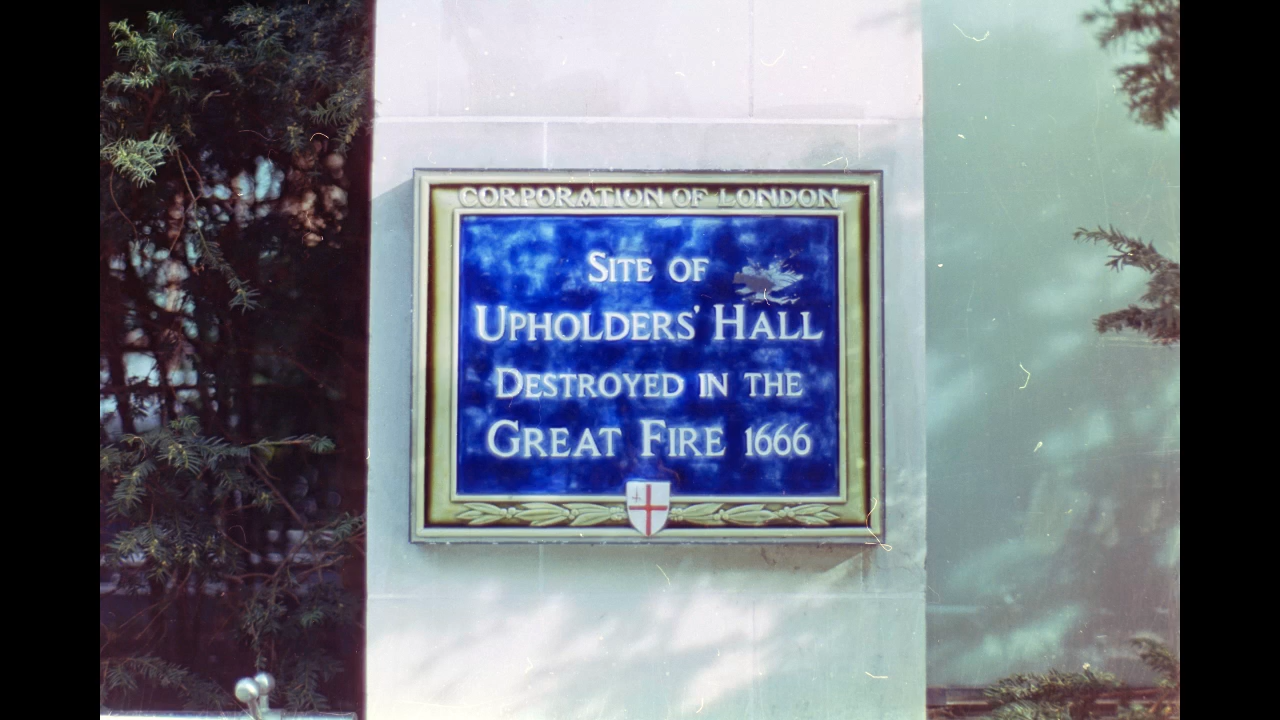 CORPORATION OF LONDON
SITE OF
UPHOLDERS' HALL
DESTROYED IN THE
GREAT FIRE 1666